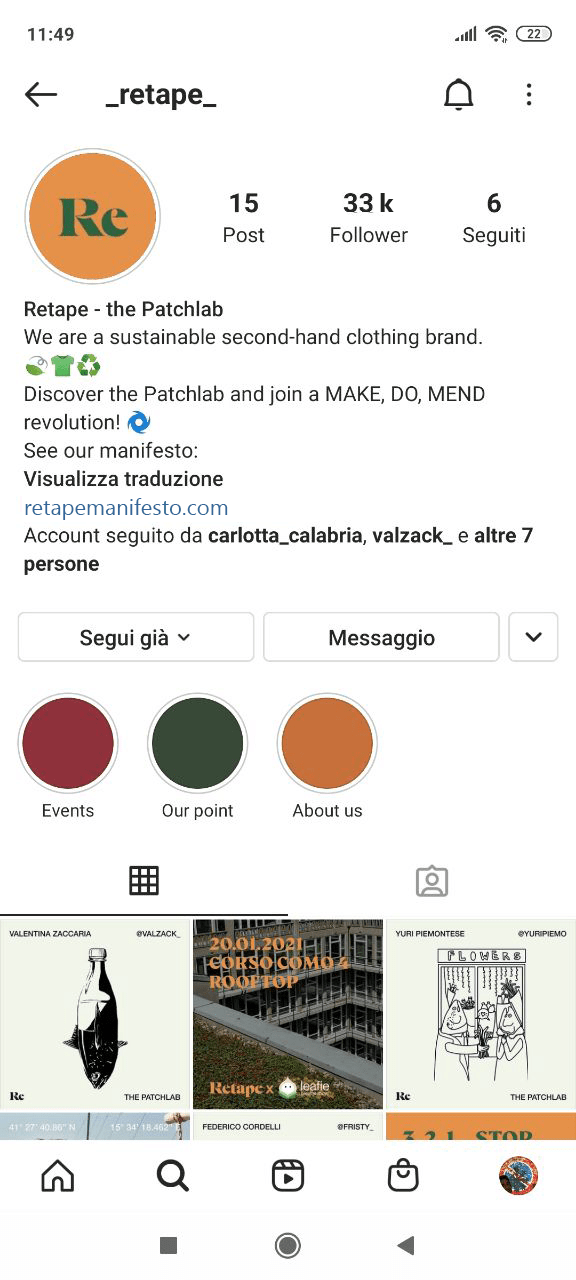 11:49
22
_retape_
Re
15
33 k
6
Post
Follower
Seguiti
Retape - the Patchlab
We are a sustainable second-hand clothing brand.
Discover the Patchlab and join a MAKE, DO, MEND
revolution!
See our manifesto:
Visualizza traduzione
retapemanifesto.com
Account seguito da carlotta_calabria, valzack_ e altre 7
persone
Segui già
Messaggio
Events
Our point
About us
VALENTINA ZACCARIA
@VALZACK_
Re
THE PATCHLAB
20.01.2021
CORSO COMO 4
ROOFTOP
Retape x leafie
YURI PIEMONTESE
@YURIPIEMO
FLOWERS
Re
THE PATCHLAB
41° 27' 40.86'' N
15° 34' 18.462'' E
FEDERICO CORDELLI
@FRISTY_
3, 2, 1... STOP